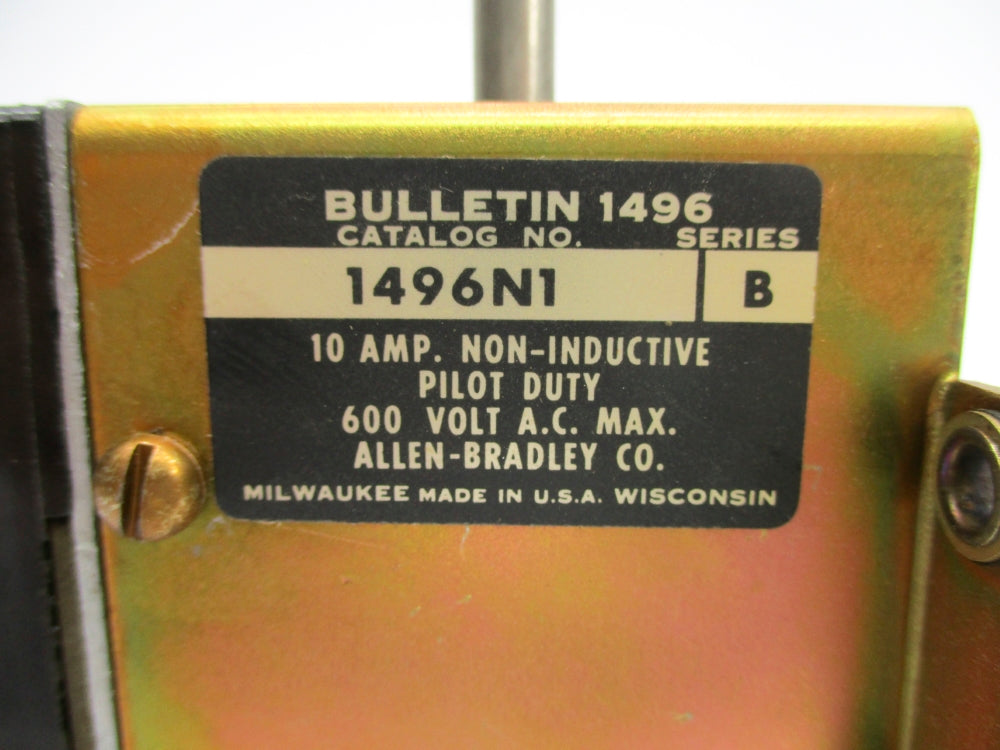 BULLETIN 1496
CATALOG NO. SERIES
1496N1 B
10 AMP. NON-INDUCTIVE
PILOT DUTY
600 VOLT A.C. MAX.
ALLEN-BRADLEY CO.
MILWAUKEE MADE IN U.S.A. WISCONSIN